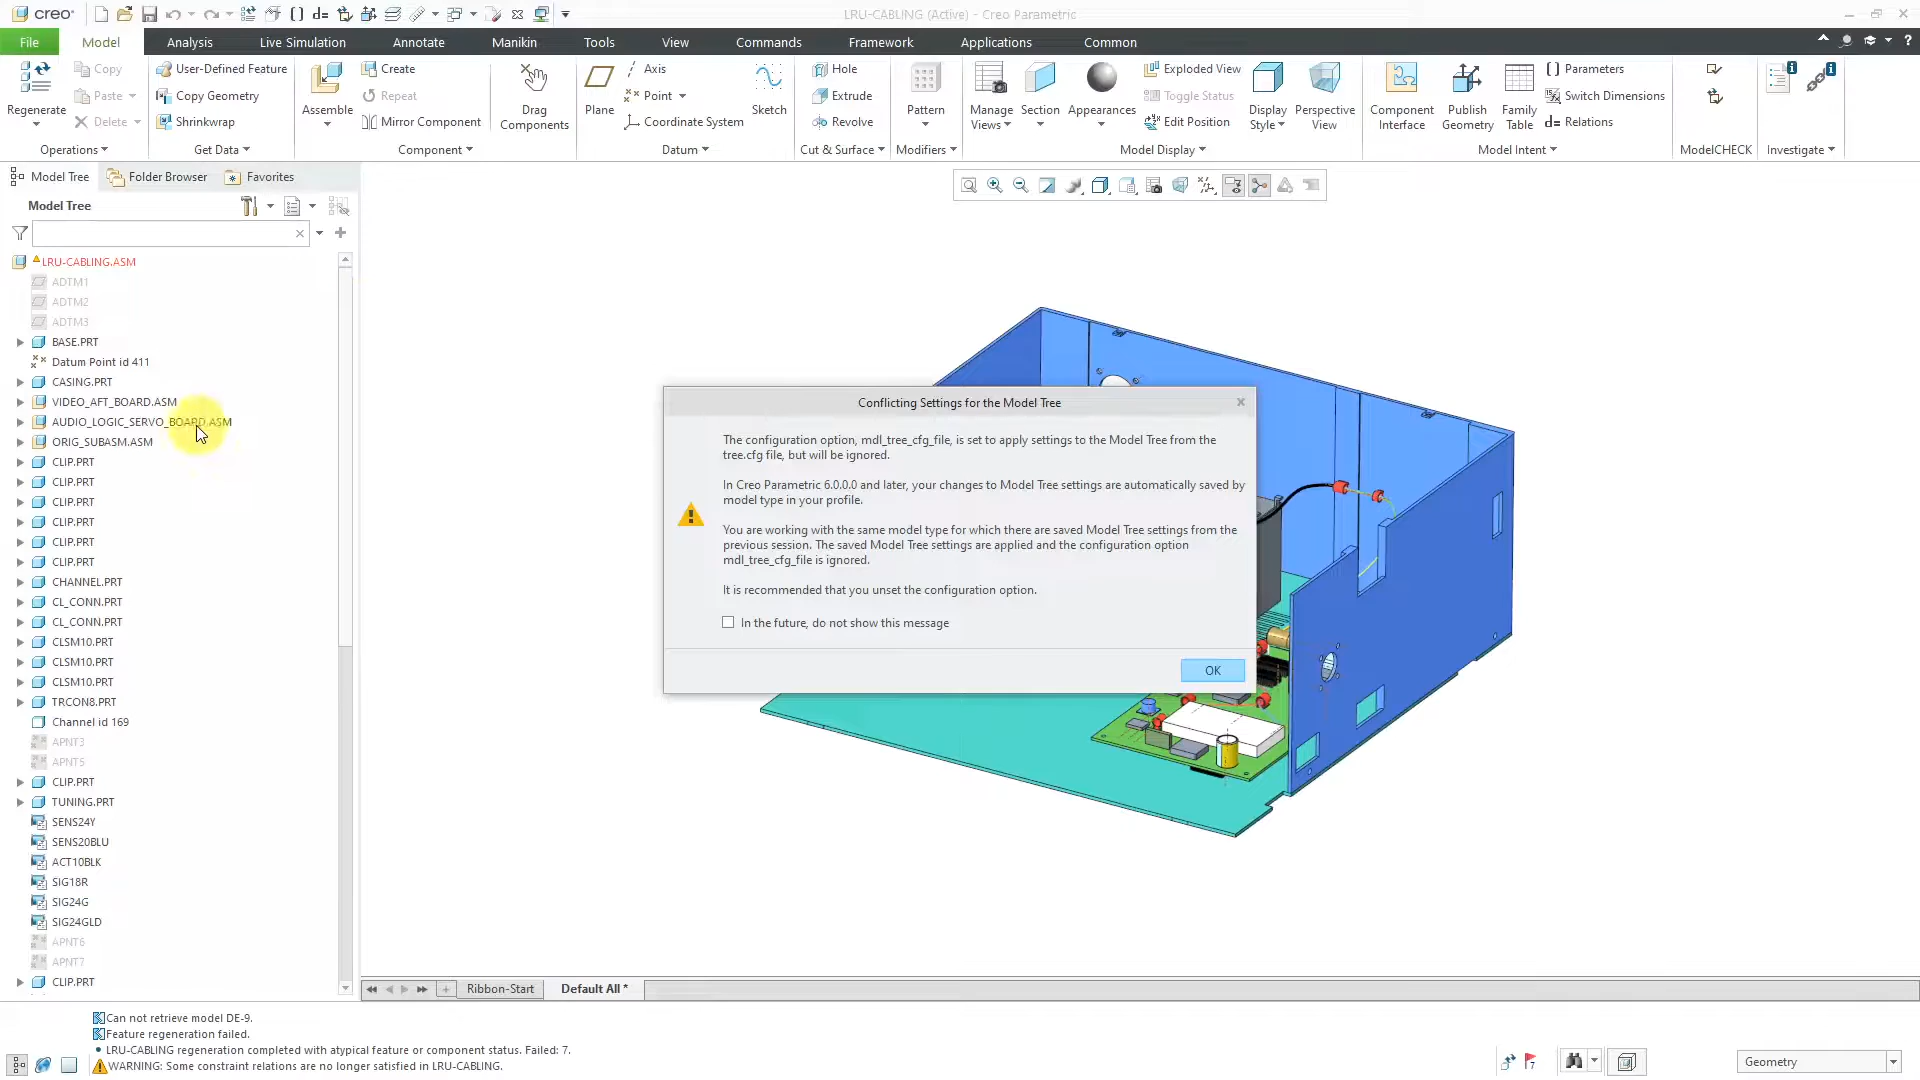 creo
LRU-CABLING (Active) - Creo Parametric
File
Model
Analysis
Live Simulation
Annotate
Manikin
Tools
View
Commands
Framework
Applications
Common
Regenerate
Copy
Paste
Delete
Operations
User-Defined Feature
Copy Geometry
Shrinkwrap
Get Data
Assemble
Create
Repeat
Mirror Component
Component
Drag
Components
Plane
Axis
Point
Coordinate System
Sketch
Datum
Hole
Extrude
Revolve
Cut & Surface
Pattern
Modifiers
Manage
Views
Section
Appearances
Exploded View
Toggle Status
Edit Position
Display
Style
Perspective
View
Model Display
Component
Interface
Publish
Geometry
Family
Table
Parameters
Switch Dimensions
d= Relations
Model Intent
ModelCHECK
Investigate
Model Tree
Folder Browser
Favorites
Model Tree
LRU-CABLING.ASM
ADTM1
ADTM2
ADTM3
BASE.PRT
Datum Point id 411
CASING.PRT
VIDEO_AFT_BOARD.ASM
AUDIO_LOGIC_SERVO_BOARD.ASM
ORIG_SUBASM.ASM
CLIP.PRT
CLIP.PRT
CLIP.PRT
CLIP.PRT
CLIP.PRT
CLIP.PRT
CHANNEL.PRT
CL_CONN.PRT
CL_CONN.PRT
CLSM10.PRT
CLSM10.PRT
CLSM10.PRT
TRCON8.PRT
Channel id 169
APNT3
APNT5
CLIP.PRT
TUNING.PRT
SENS24Y
SENS20BLU
ACT10BLK
SIG18R
SIG24G
SIG24GLD
APNT6
APNT7
CLIP.PRT
Conflicting Settings for the Model Tree
The configuration option, mdl_tree_cfg_file, is set to apply settings to the Model Tree from the
tree.cfg file, but will be ignored.
In Creo Parametric 6.0.0.0 and later, your changes to Model Tree settings are automatically saved by
model type in your profile.
You are working with the same model type for which there are saved Model Tree settings from the
previous session. The saved Model Tree settings are applied and the configuration option
mdl_tree_cfg_file is ignored.
It is recommended that you unset the configuration option.
In the future, do not show this message
OK
Ribbon-Start
Default All *
Can not retrieve model DE-9.
Feature regeneration failed.
• LRU-CABLING regeneration completed with atypical feature or component status. Failed: 7.
WARNING: Some constraint relations are no longer satisfied in LRU-CABLING.
7
Geometry